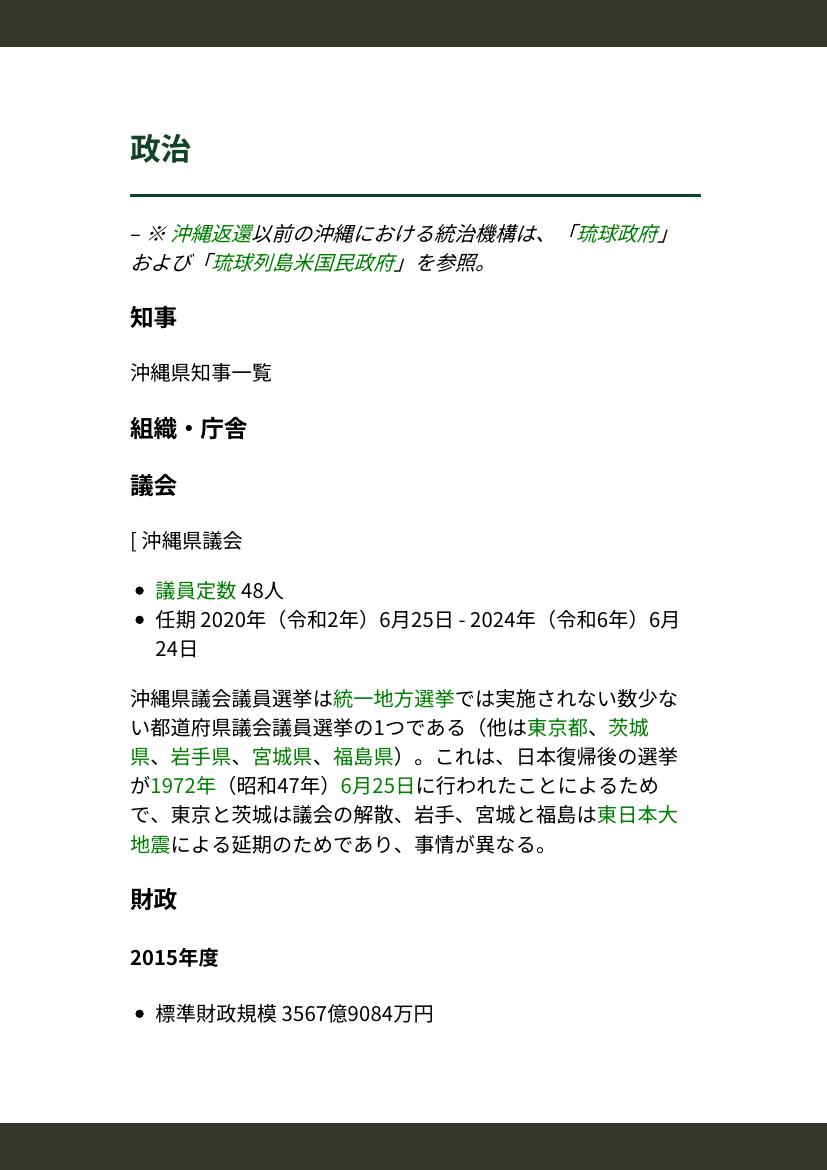 政治
– ※ 沖縄返還以前の沖縄における統治機構は、「琉球政府」
および「琉球列島米国民政府」を参照。
知事
沖縄県知事一覧
組織・庁舎
議会
[ 沖縄県議会
• 議員定数 48人
• 任期 2020年（令和2年）6月25日 - 2024年（令和6年）6月
24日
沖縄県議会議員選挙は統一地方選挙では実施されない数少な
い都道府県議会議員選挙の1つである（他は東京都、茨城
県、岩手県、宮城県、福島県）。これは、日本復帰後の選挙
が1972年（昭和47年）6月25日に行われたことによるため
で、東京と茨城は議会の解散、岩手、宮城と福島は東日本大
地震による延期のためであり、事情が異なる。
財政
2015年度
• 標準財政規模 3567億9084万円